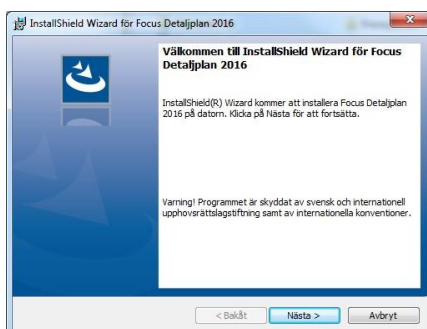 InstallShield Wizard för Focus Detaljplan 2016
Välkommen till InstallShield Wizard för Focus
Detaljplan 2016
InstallShield(R) Wizard kommer att installera Focus Detaljplan
2016 på datorn. Klicka på Nästa för att fortsätta.
Varning! Programmet är skyddat av svensk och internationell
upphovsrättslagstiftning samt av internationella konventioner.
< Bakåt
Nästa >
Avbryt